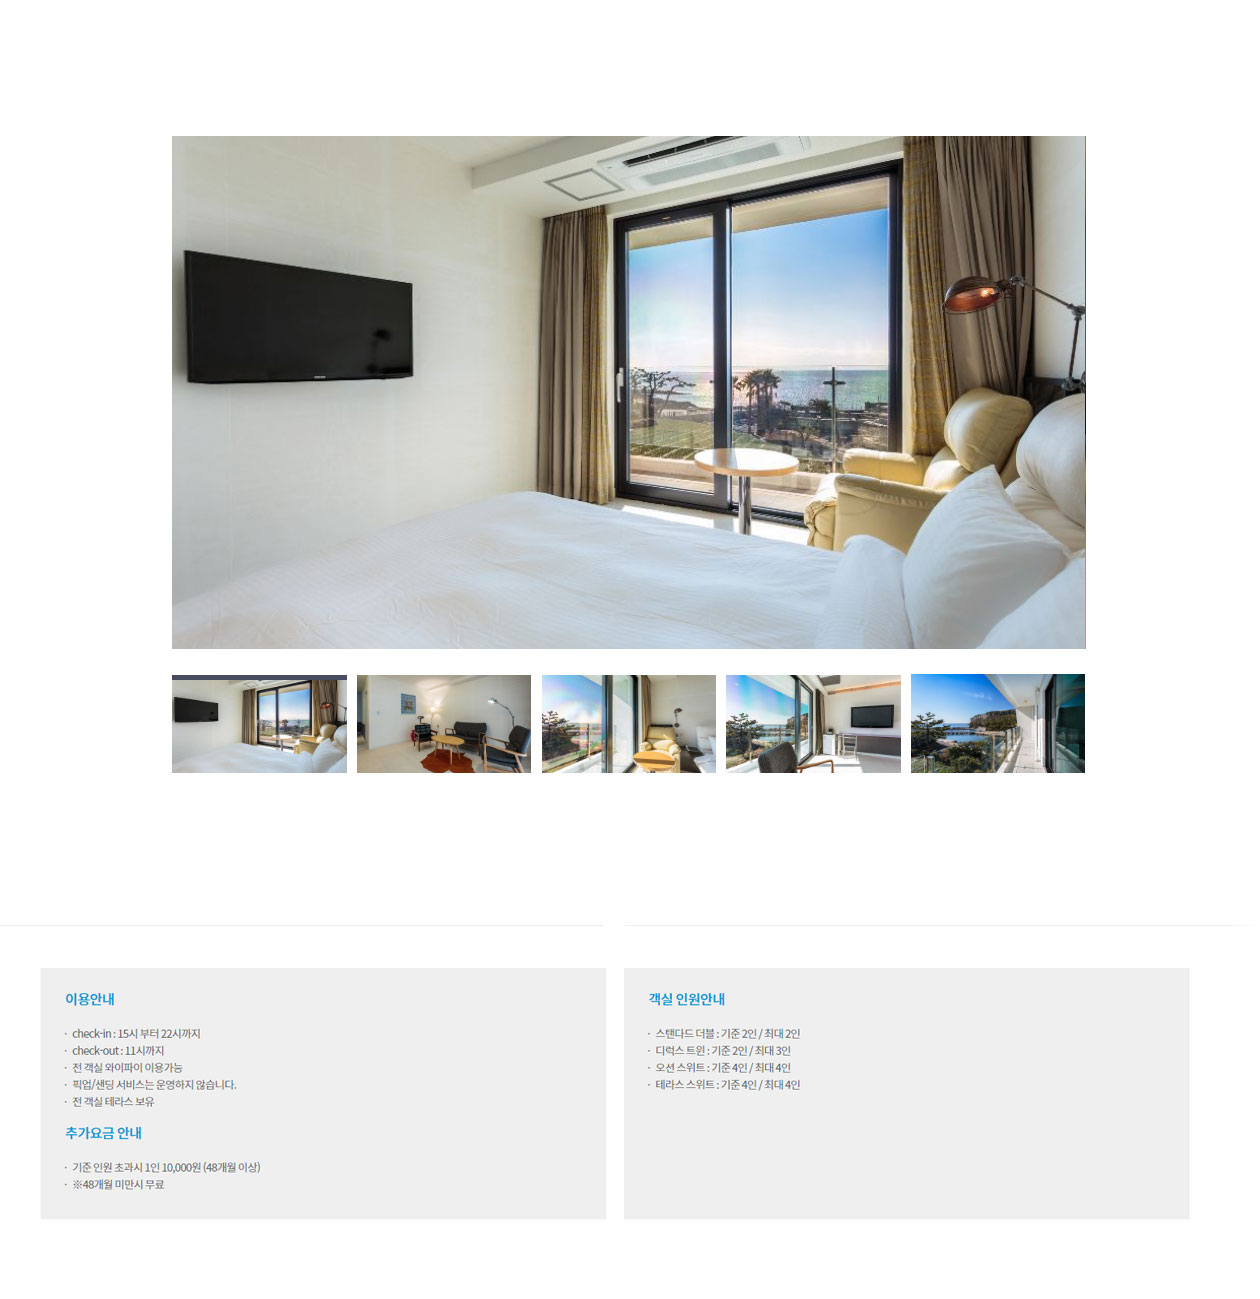 이용안내
· check-in : 15시 부터 22시까지
· check-out : 11시까지
· 전 객실 와이파이 이용가능
· 픽업/샌딩 서비스는 운영하지 않습니다.
· 전 객실 테라스 보유
추가요금 안내
· 기준 인원 초과시 1인 10,000원 (48개월 이상)
· ※48개월 미만시 무료
객실 인원안내
· 스탠다드 더블 : 기준 2인 / 최대 2인
· 디럭스 트윈 : 기준 2인 / 최대 3인
· 오션 스위트 : 기준 4인 / 최대 4인
· 테라스 스위트 : 기준 4인 / 최대 4인